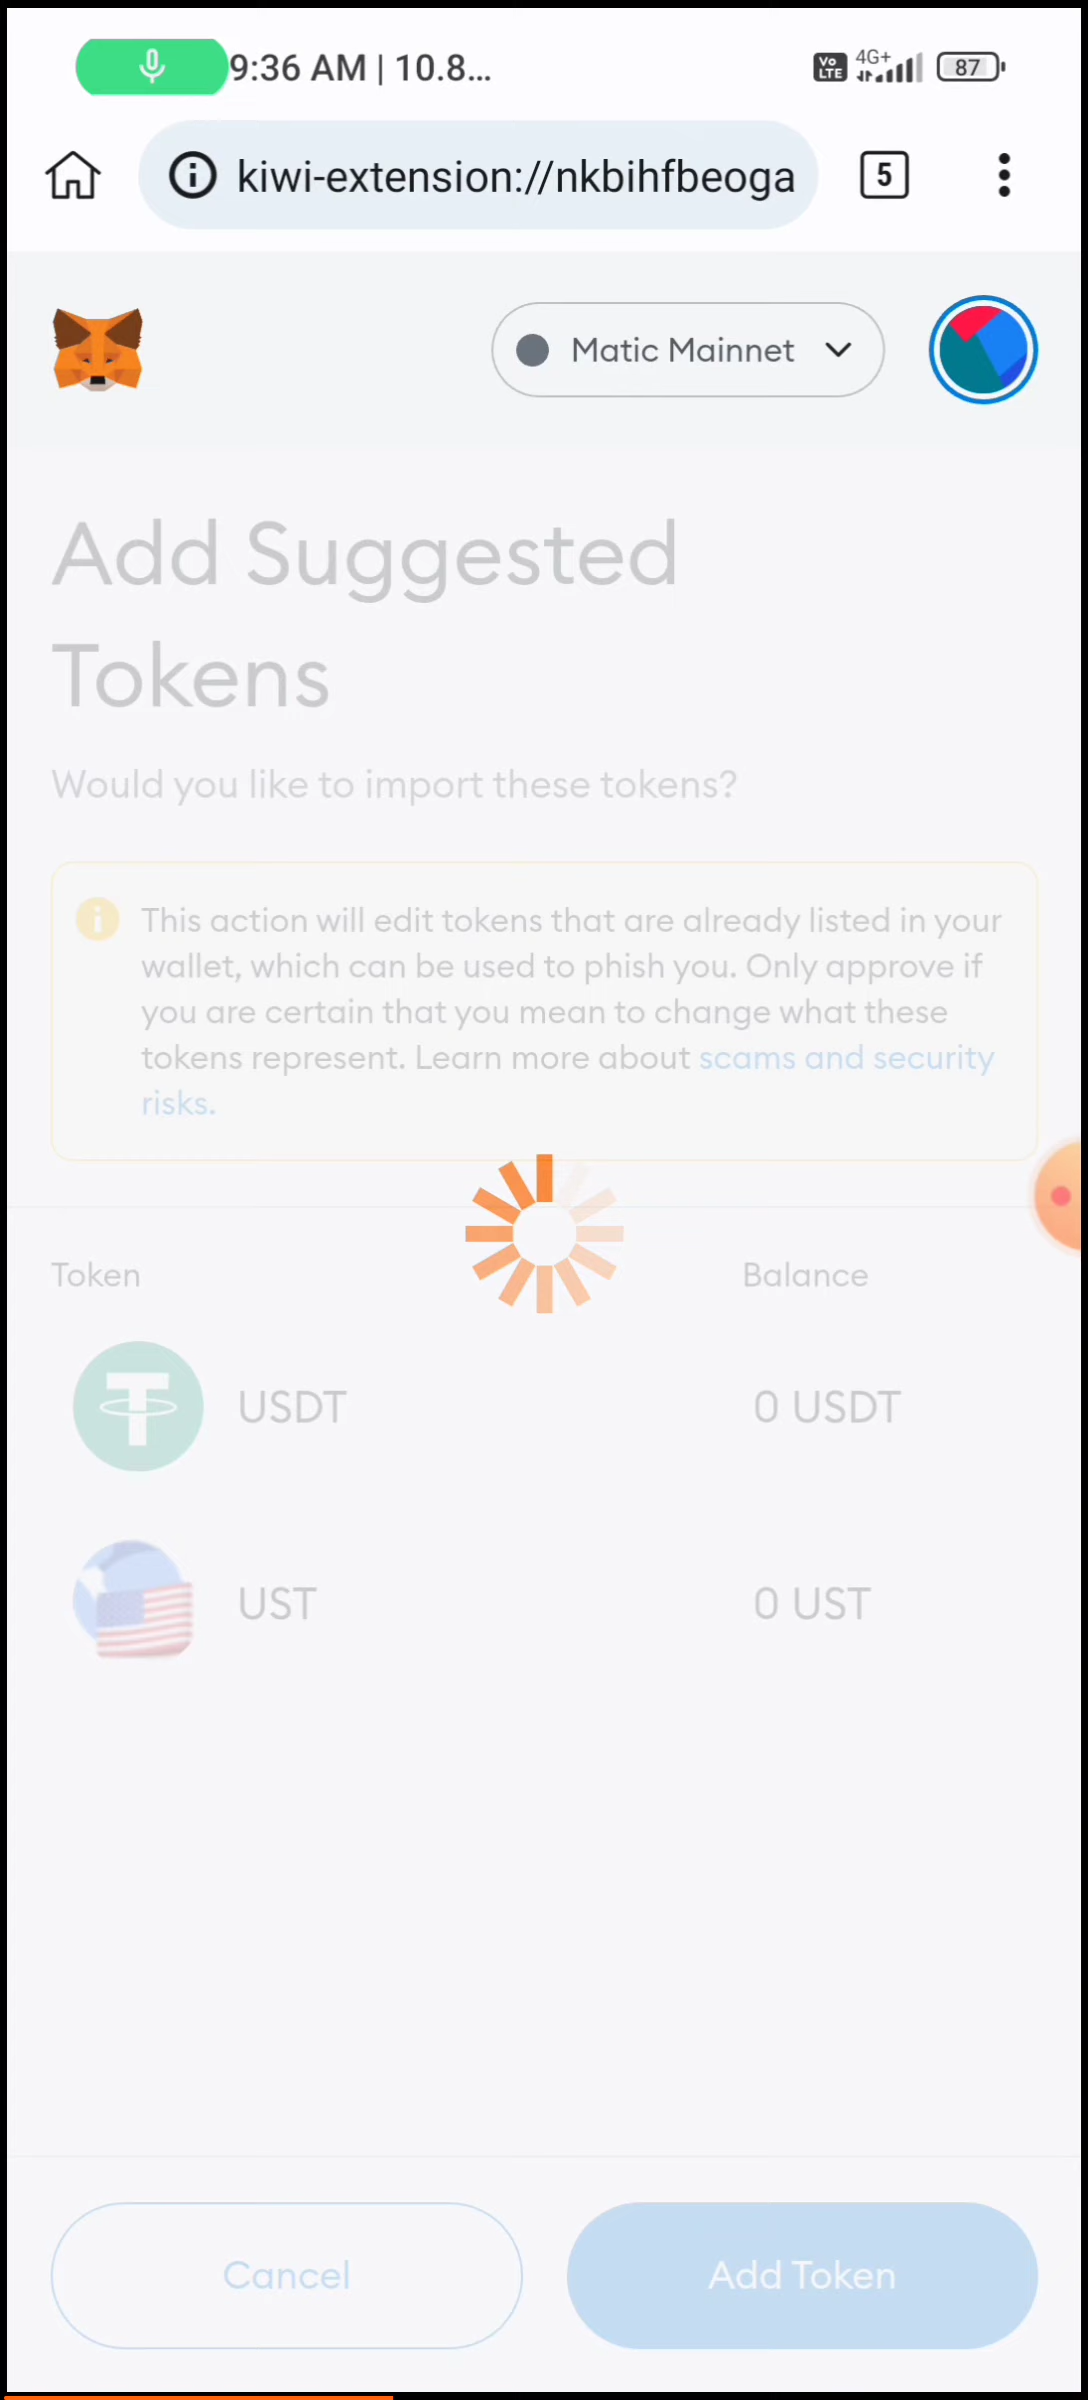 9:36 AM | 10.8...
Vo LTE 4G+ 87
kiwi-extension://nkbihfbeoga
5
Matic Mainnet
Add Suggested
Tokens
Would you like to import these tokens?
This action will edit tokens that are already listed in your
wallet, which can be used to phish you. Only approve if
you are certain that you mean to change what these
tokens represent. Learn more about scams and security
risks.
Token Balance
USDT 0 USDT
UST 0 UST
Cancel Add Token